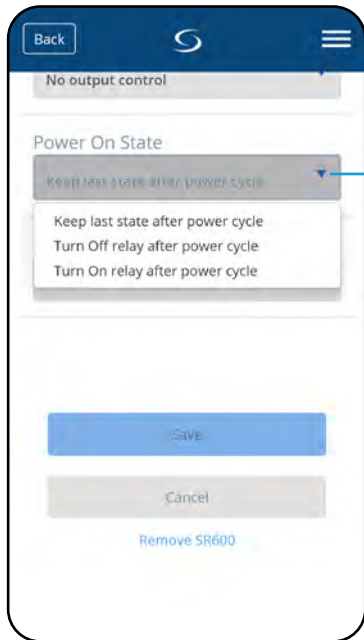 Back
No output control
Power On State
Keep last state after power cycle
Keep last state after power cycle
Turn Off relay after power cycle
Turn On relay after power cycle
Save
Cancel
Remove SR600